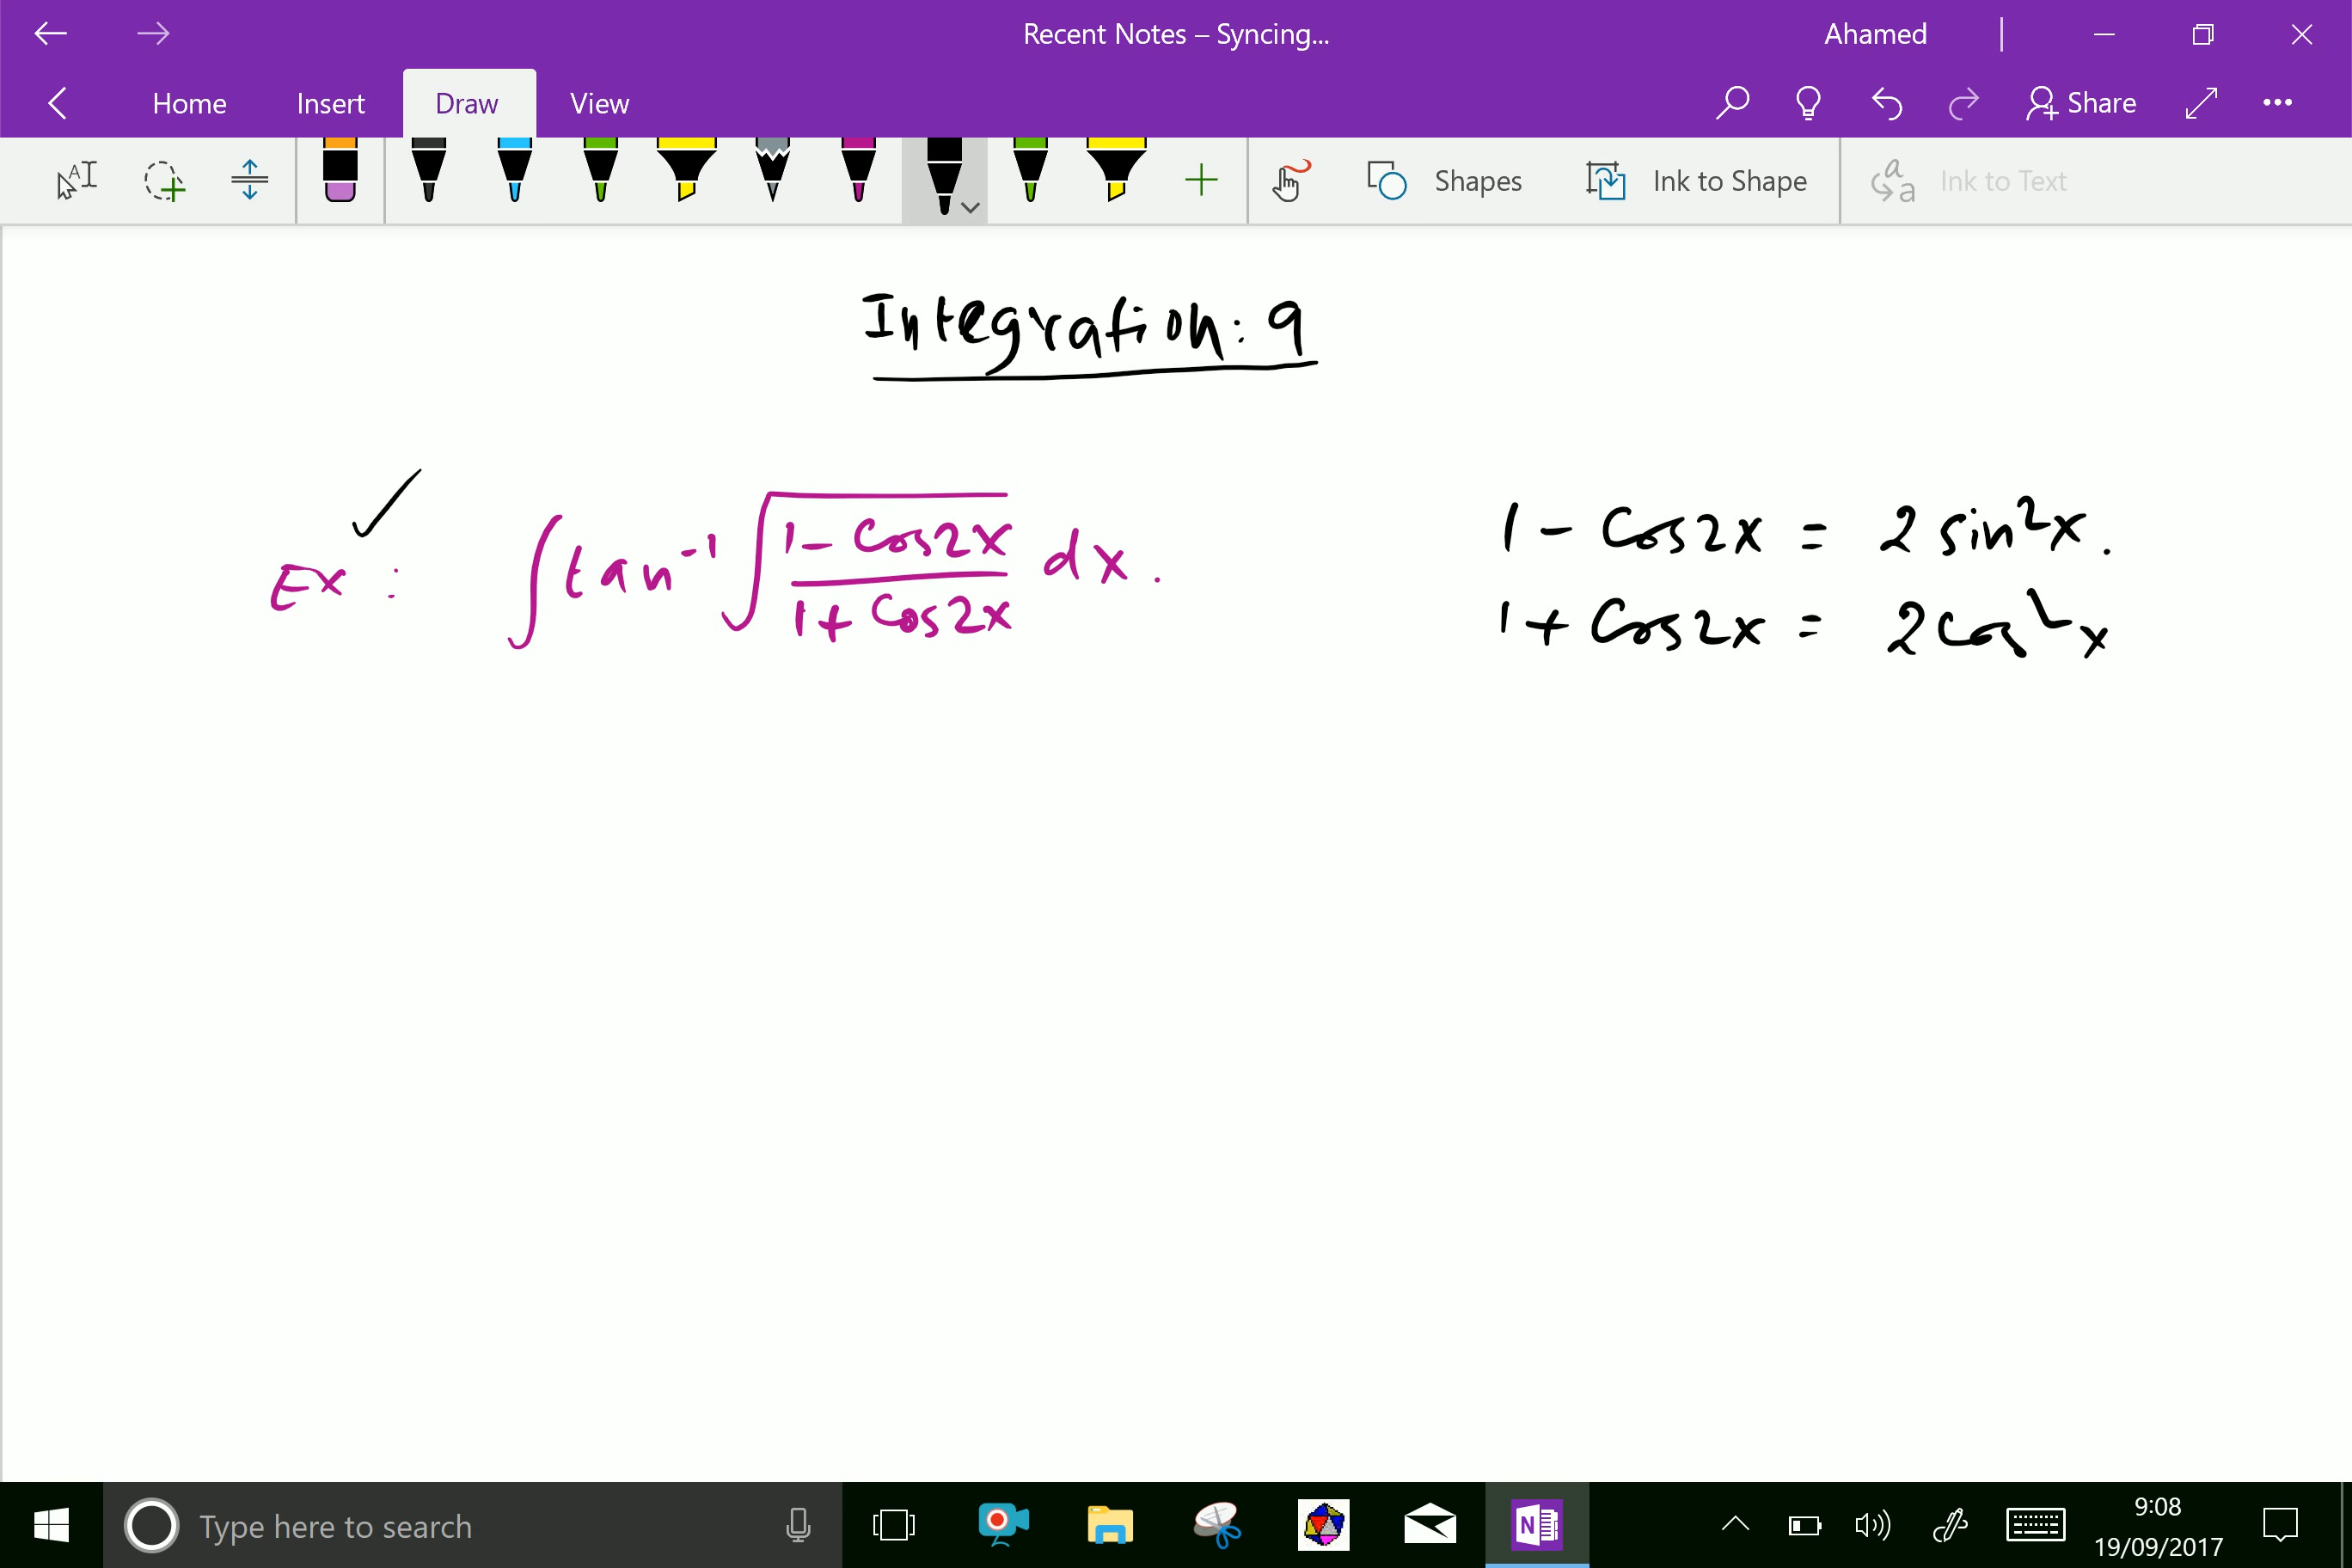 Recent Notes – Syncing...
Ahamed
Home Insert Draw View Share
Shapes Ink to Shape Ink to Text
Integration: 9
Ex : ∫ tan⁻¹ √((1 - Cos2x)/(1 + Cos2x)) dx .
1 - Cos2x = 2 sin²x .
1 + Cos2x = 2cos²x
Type here to search
9:08
19/09/2017